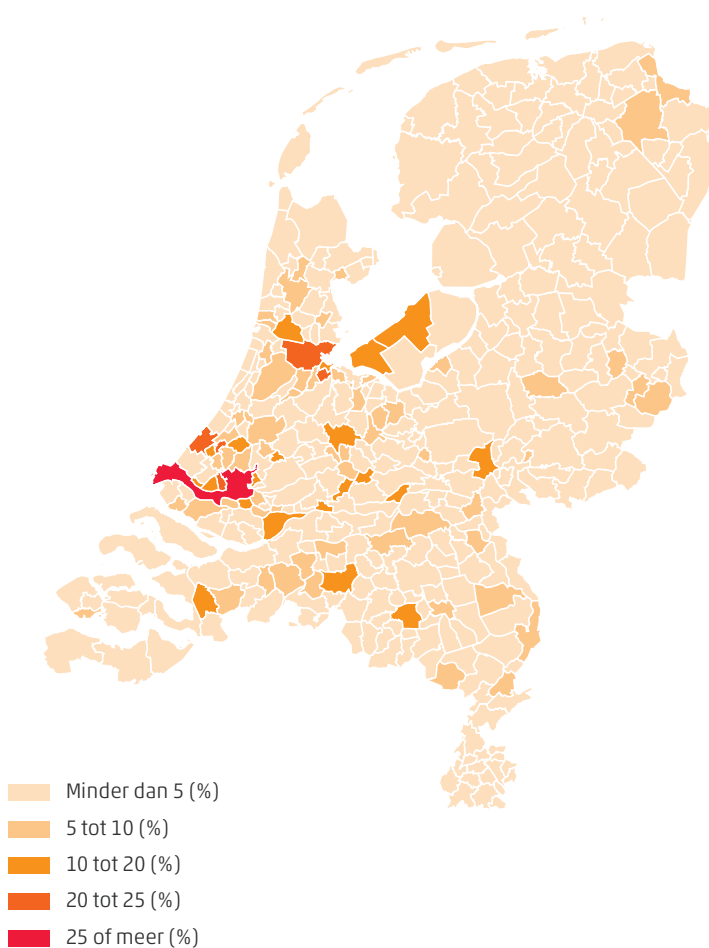 Minder dan 5 (%)
5 tot 10 (%)
10 tot 20 (%)
20 tot 25 (%)
25 of meer (%)